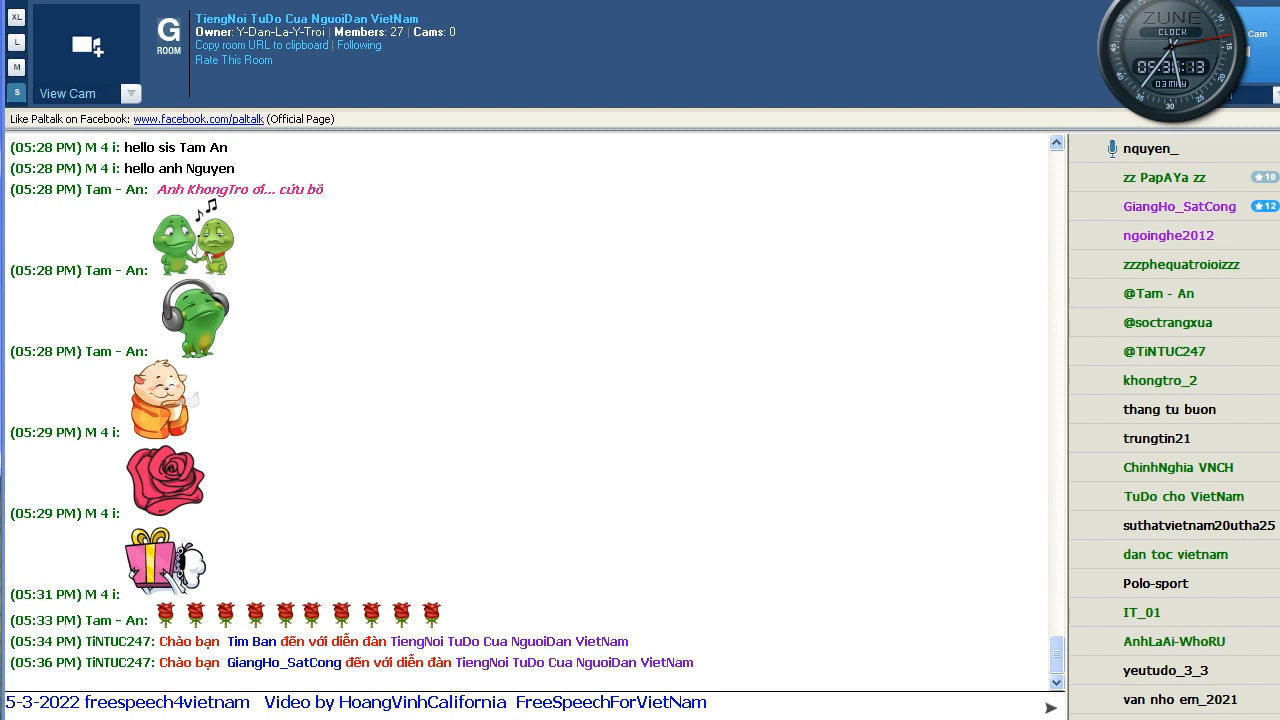 XL
L
M
S
View Cam
G
ROOM
TiengNoi TuDo Cua NguoiDan VietNam
Owner: Y-Dan-La-Y-Troi | Members: 27 | Cams: 0
Copy room URL to clipboard | Following
Rate This Room
ZUNE
CLOCK
05:36:13
03 MAY
Cam
Like Paltalk on Facebook: www.facebook.com/paltalk (Official Page)
(05:28 PM) M 4 i: hello sis Tam An
(05:28 PM) M 4 i: hello anh Nguyen
(05:28 PM) Tam - An: Anh KhongTro ơi... cứu bồ
(05:28 PM) Tam - An:
(05:28 PM) Tam - An:
(05:29 PM) M 4 i:
(05:29 PM) M 4 i:
(05:31 PM) M 4 i:
(05:33 PM) Tam - An:
(05:34 PM) TiNTUC247: Chào bạn Tim Ban đến với diễn đàn TiengNoi TuDo Cua NguoiDan VietNam
(05:36 PM) TiNTUC247: Chào bạn GiangHo_SatCong đến với diễn đàn TiengNoi TuDo Cua NguoiDan VietNam
5-3-2022 freespeech4vietnam Video by HoangVinhCalifornia FreeSpeechForVietNam
nquyen_
zz PapAYa zz 10
GiangHo_SatCong 12
ngoinghe2012
zzzphequatroioizzz
@Tam - An
@soctrangxua
@TiNTUC247
khongtro_2
thang tu buon
trungtin21
ChinhNghia VNCH
TuDo cho VietNam
suthatvietnam20utha25
dan toc vietnam
Polo-sport
IT_01
AnhLaAi-WhoRU
yeutudo_3_3
van nho em_2021